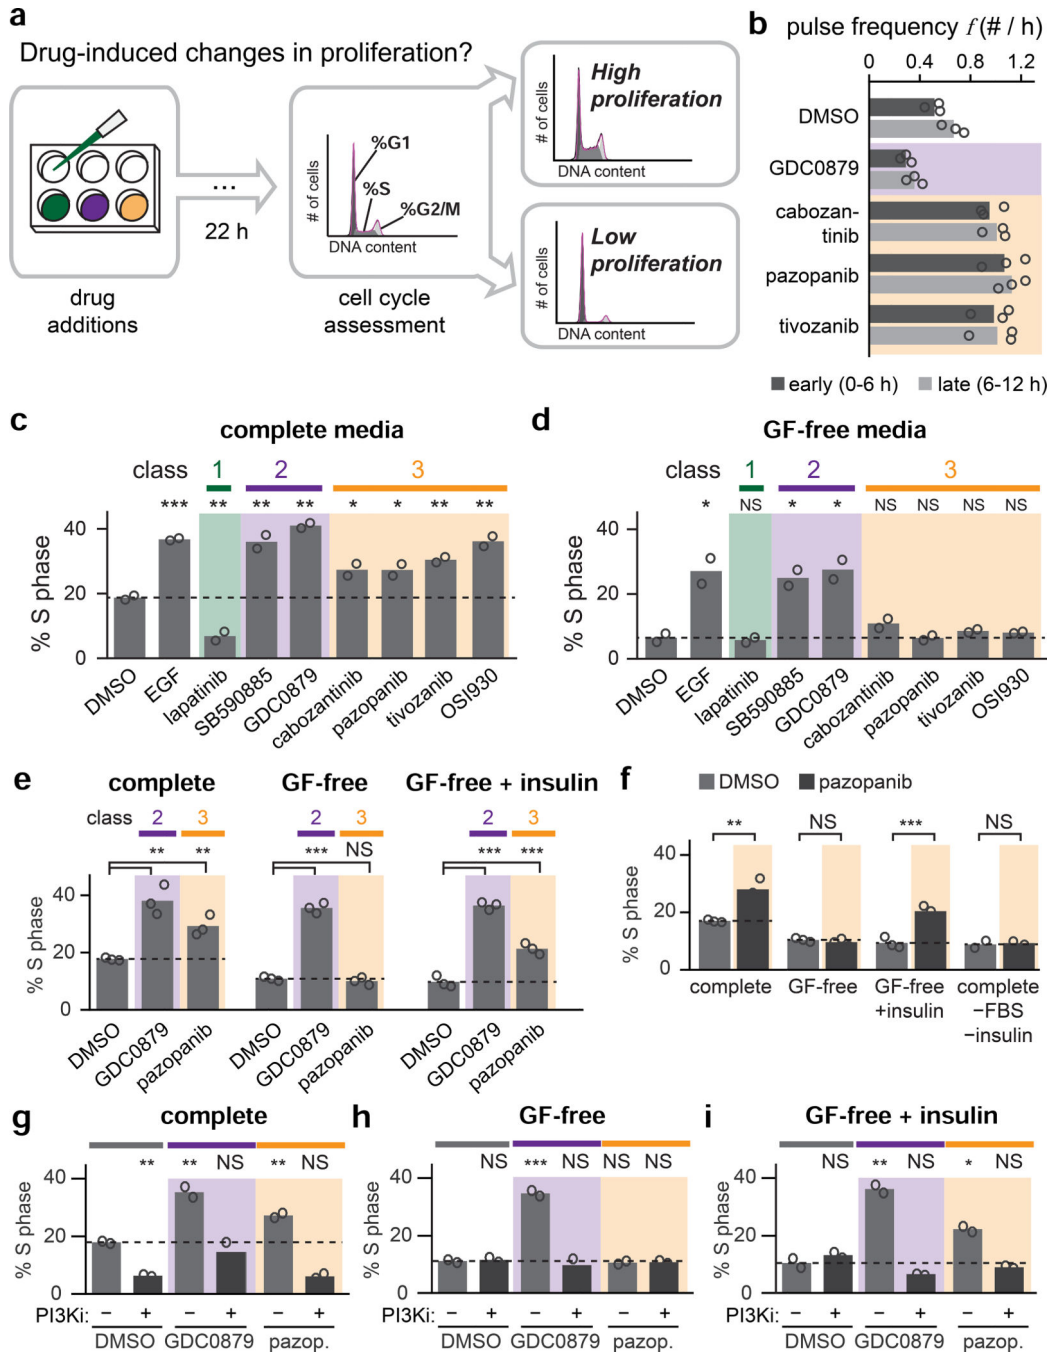 a
Drug-induced changes in proliferation?
...
22 h
drug
additions
# of cells
%G1
%S
%G2/M
DNA content
cell cycle
assessment
# of cells
High
proliferation
DNA content
# of cells
Low
proliferation
DNA content
b
pulse frequency f (# / h)
0 0.4 0.8 1.2
DMSO
GDC0879
cabozan-
tinib
pazopanib
tivozanib
early (0-6 h) late (6-12 h)
c
complete media
class 1 2 3
*** ** ** ** * * ** **
% S phase
40
20
0
DMSO EGF lapatinib SB590885 GDC0879 cabozantinib pazopanib tivozanib OSI930
d
GF-free media
class 1 2 3
* NS * * NS NS NS NS
% S phase
40
20
0
DMSO EGF lapatinib SB590885 GDC0879 cabozantinib pazopanib tivozanib OSI930
e
complete GF-free GF-free + insulin
class 2 3 2 3 2 3
** ** *** NS *** ***
% S phase
40
20
0
DMSO GDC0879 pazopanib DMSO GDC0879 pazopanib DMSO GDC0879 pazopanib
f
DMSO pazopanib
** NS *** NS
% S phase
40
20
0
complete GF-free GF-free complete
+insulin −FBS
−insulin
g
complete
** ** NS ** NS
% S phase
40
20
0
PI3Ki: − + − + − +
DMSO GDC0879 pazop.
h
GF-free
NS *** NS NS NS
% S phase
40
20
0
PI3Ki: − + − + − +
DMSO GDC0879 pazop.
i
GF-free + insulin
NS ** NS * NS
% S phase
40
20
0
PI3Ki: − + − + − +
DMSO GDC0879 pazop.